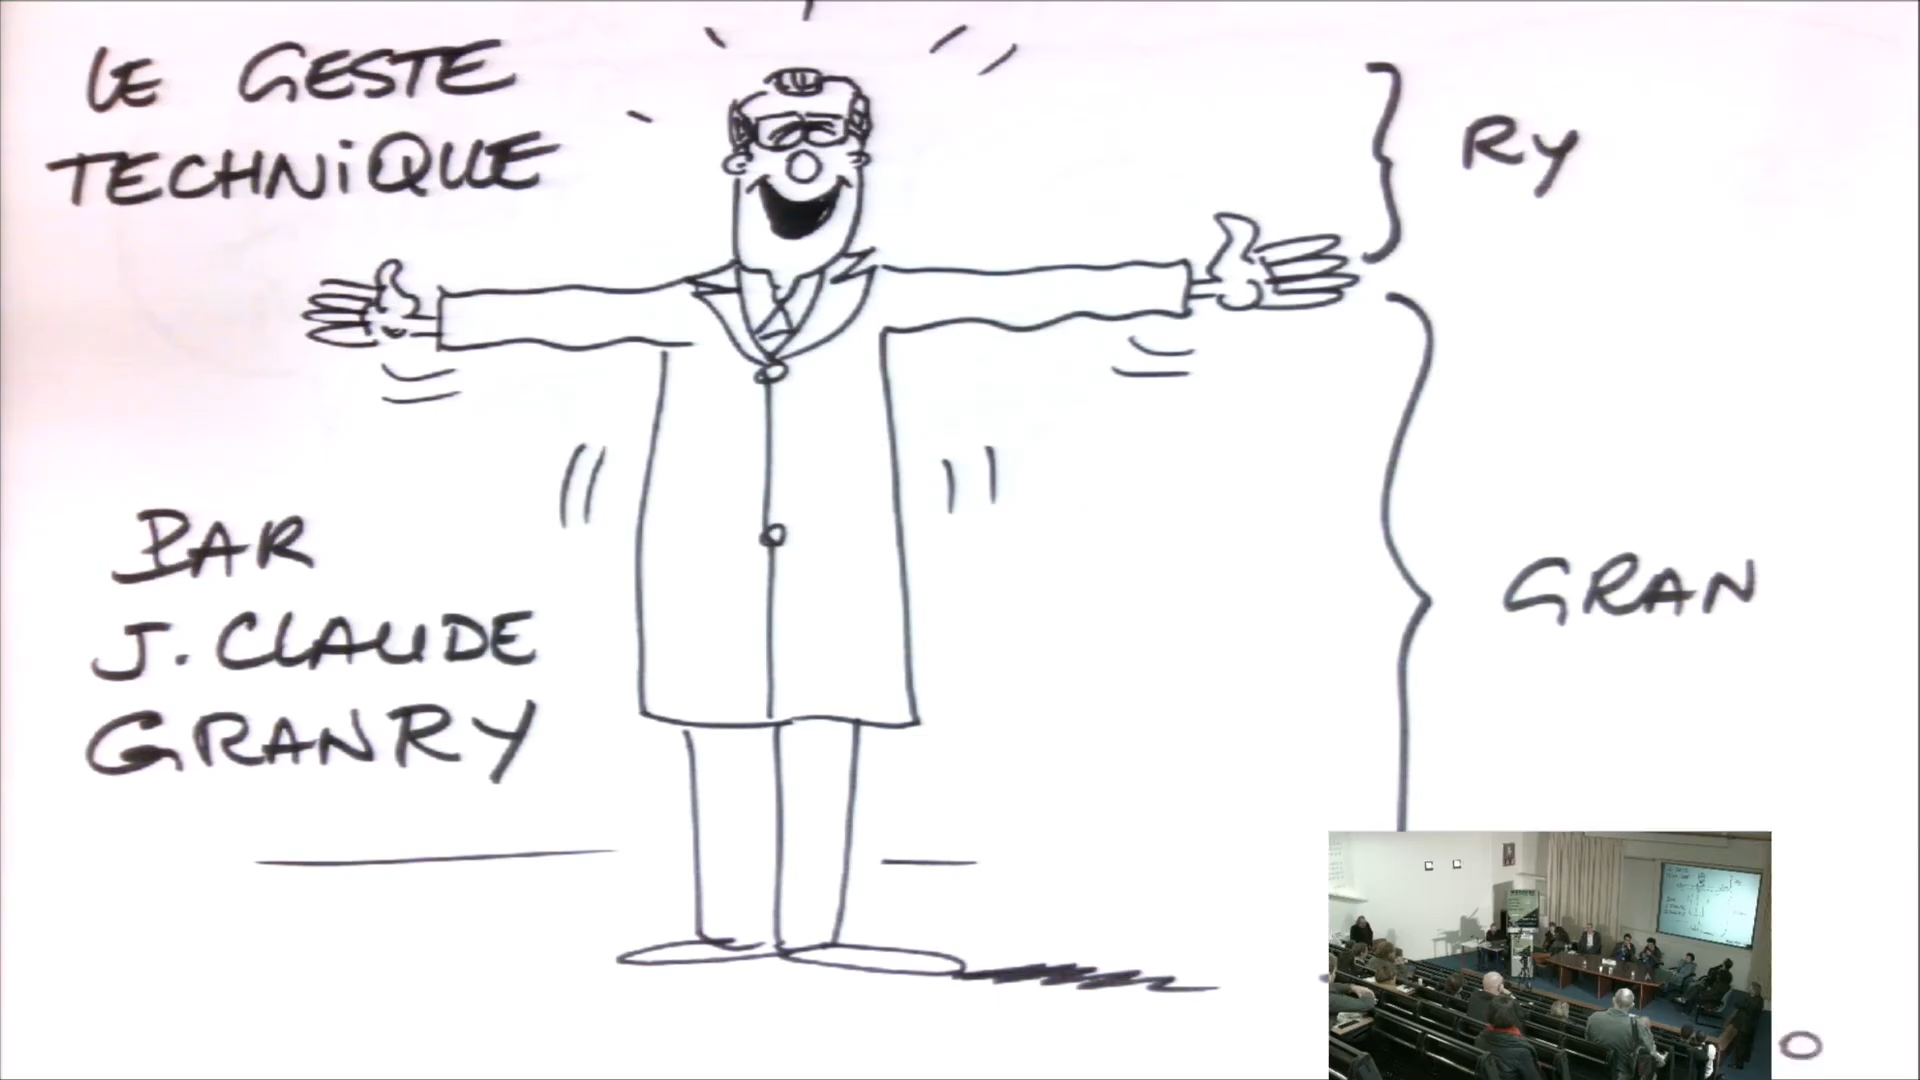 LE GESTE
TECHNIQUE
RY
GRAN
PAR
J. CLAUDE
GRANRY